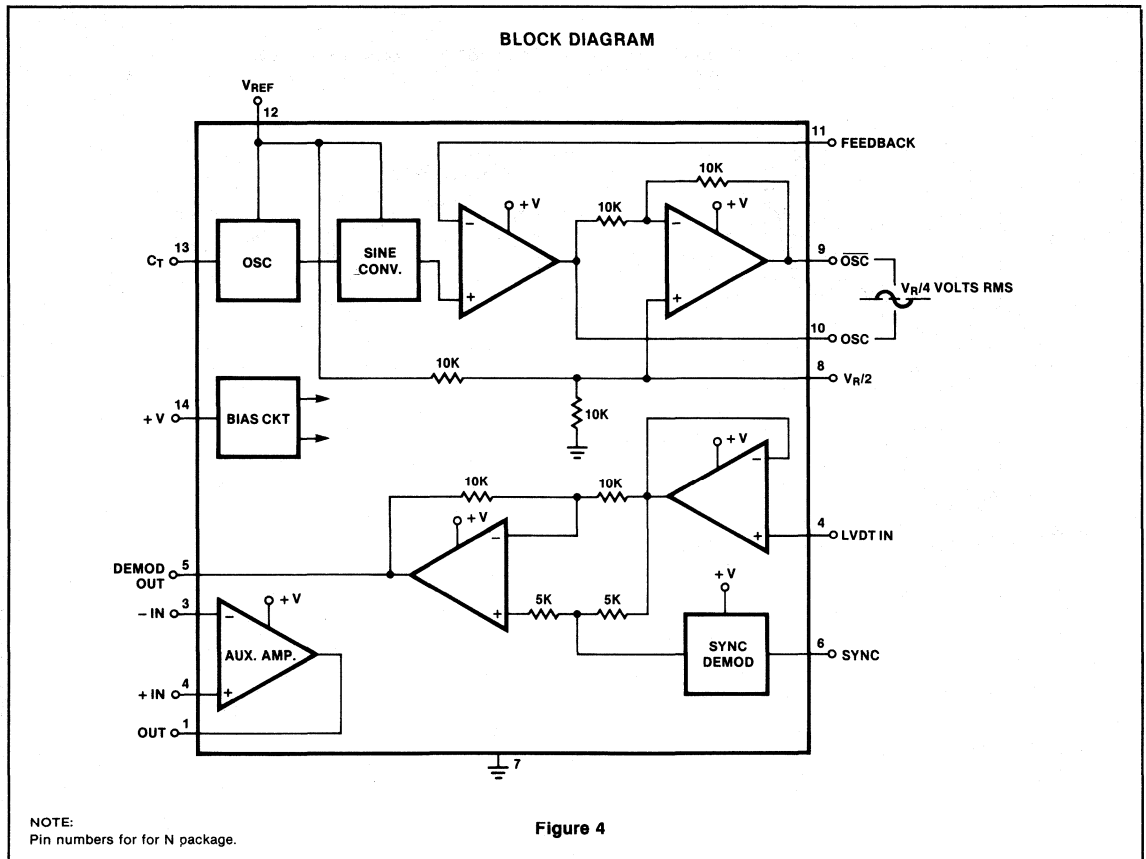 BLOCK DIAGRAM
VREF
12
11
FEEDBACK
10K
+V
10K
+V
13
CT
OSC
SINE
CONV.
−
+
−
+
9
OSC
VR/4 VOLTS RMS
10
OSC
10K
8
VR/2
14
+V
BIAS CKT
10K
+V
−
10K
10K
+V
−
4
LVDT IN
+
DEMOD
OUT
5
+V
+
5K
5K
− IN
3
+V
−
AUX. AMP.
SYNC
DEMOD
6
SYNC
+ IN
4
+
OUT
1
7
NOTE:
Pin numbers for for N package.
Figure 4